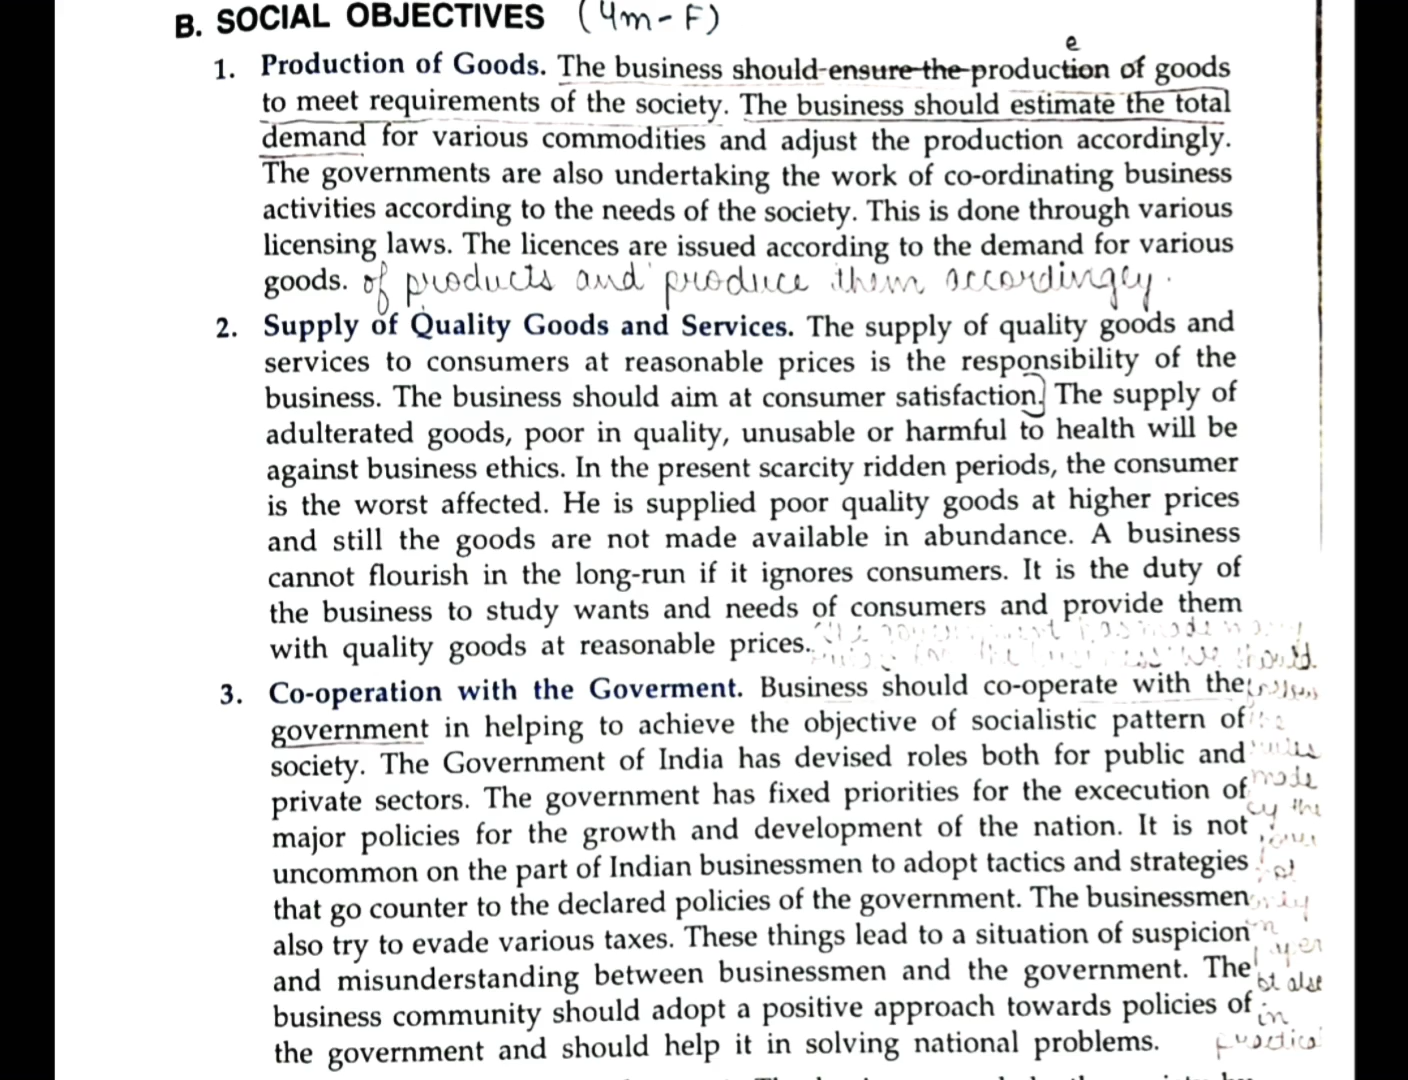 B. SOCIAL OBJECTIVES (4m-F)
e
1. Production of Goods. The business should ensure the production of goods
to meet requirements of the society. The business should estimate the total
demand for various commodities and adjust the production accordingly.
The governments are also undertaking the work of co-ordinating business
activities according to the needs of the society. This is done through various
licensing laws. The licences are issued according to the demand for various
goods. of products and produce them accordingly.
2. Supply of Quality Goods and Services. The supply of quality goods and
services to consumers at reasonable prices is the responsibility of the
business. The business should aim at consumer satisfaction. The supply of
adulterated goods, poor in quality, unusable or harmful to health will be
against business ethics. In the present scarcity ridden periods, the consumer
is the worst affected. He is supplied poor quality goods at higher prices
and still the goods are not made available in abundance. A business
cannot flourish in the long-run if it ignores consumers. It is the duty of
the business to study wants and needs of consumers and provide them
with quality goods at reasonable prices. should
3. Co-operation with the Goverment. Business should co-operate with the
government in helping to achieve the objective of socialistic pattern of
society. The Government of India has devised roles both for public and
private sectors. The government has fixed priorities for the excecution of made
major policies for the growth and development of the nation. It is not the
uncommon on the part of Indian businessmen to adopt tactics and strategies
that go counter to the declared policies of the government. The businessmen
also try to evade various taxes. These things lead to a situation of suspicion
and misunderstanding between businessmen and the government. The
business community should adopt a positive approach towards policies of in
the government and should help it in solving national problems.